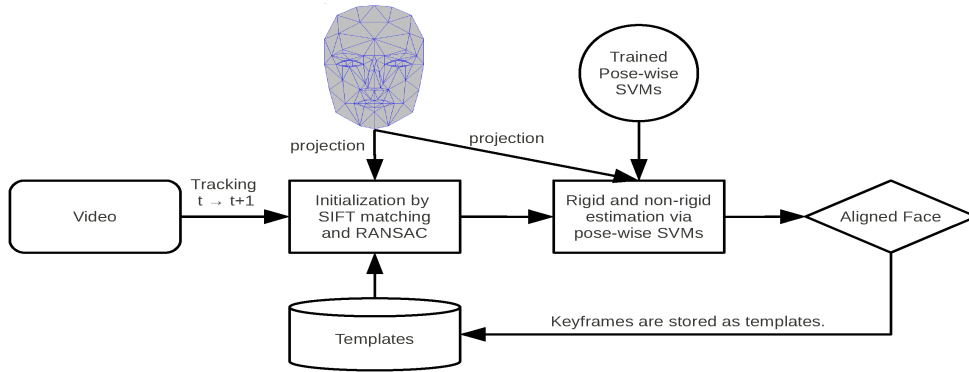 Trained
Pose-wise
SVMs
projection
projection
Tracking
t → t+1
Video
Initialization by
SIFT matching
and RANSAC
Rigid and non-rigid
estimation via
pose-wise SVMs
Aligned Face
Keyframes are stored as templates.
Templates